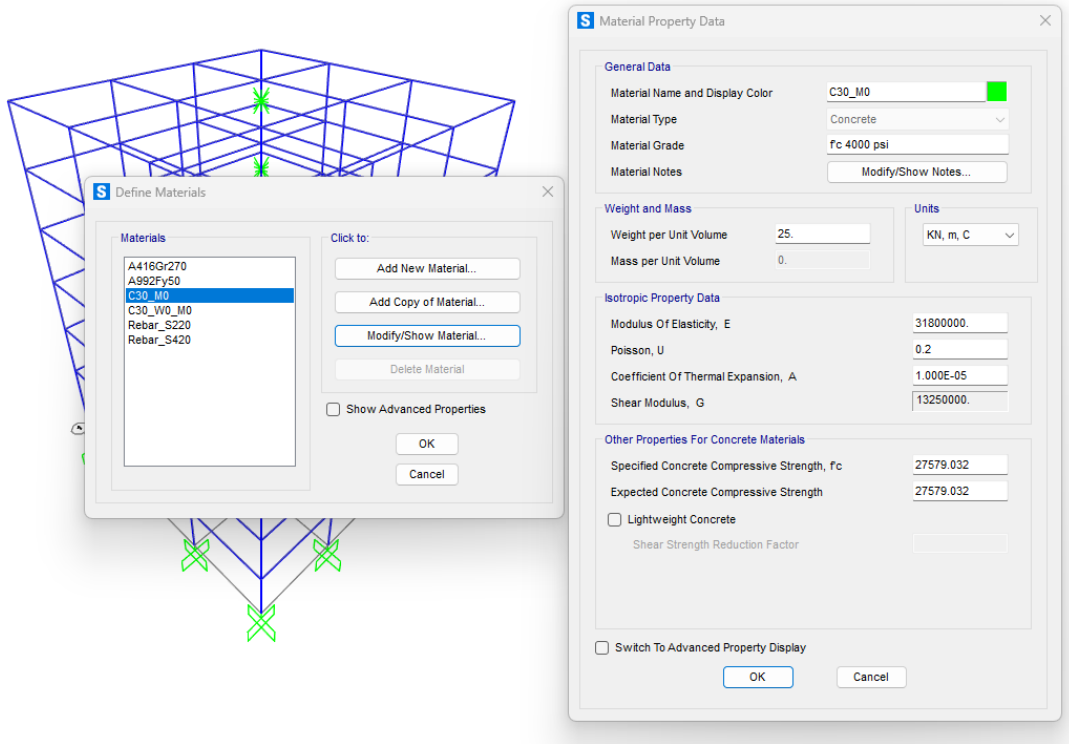 Define Materials
Materials
A416Gr270
A992Fy50
C30_M0
C30_W0_M0
Rebar_S220
Rebar_S420
Click to:
Add New Material...
Add Copy of Material...
Modify/Show Material...
Delete Material
Show Advanced Properties
OK
Cancel
S Material Property Data
General Data
Material Name and Display Color C30_M0
Material Type Concrete
Material Grade f'c 4000 psi
Material Notes Modify/Show Notes...
Weight and Mass
Weight per Unit Volume 25.
Mass per Unit Volume 0.
Units
KN, m, C
Isotropic Property Data
Modulus Of Elasticity, E 31800000.
Poisson, U 0.2
Coefficient Of Thermal Expansion, A 1.000E-05
Shear Modulus, G 13250000.
Other Properties For Concrete Materials
Specified Concrete Compressive Strength, f'c 27579.032
Expected Concrete Compressive Strength 27579.032
Lightweight Concrete
Shear Strength Reduction Factor
Switch To Advanced Property Display
OK Cancel